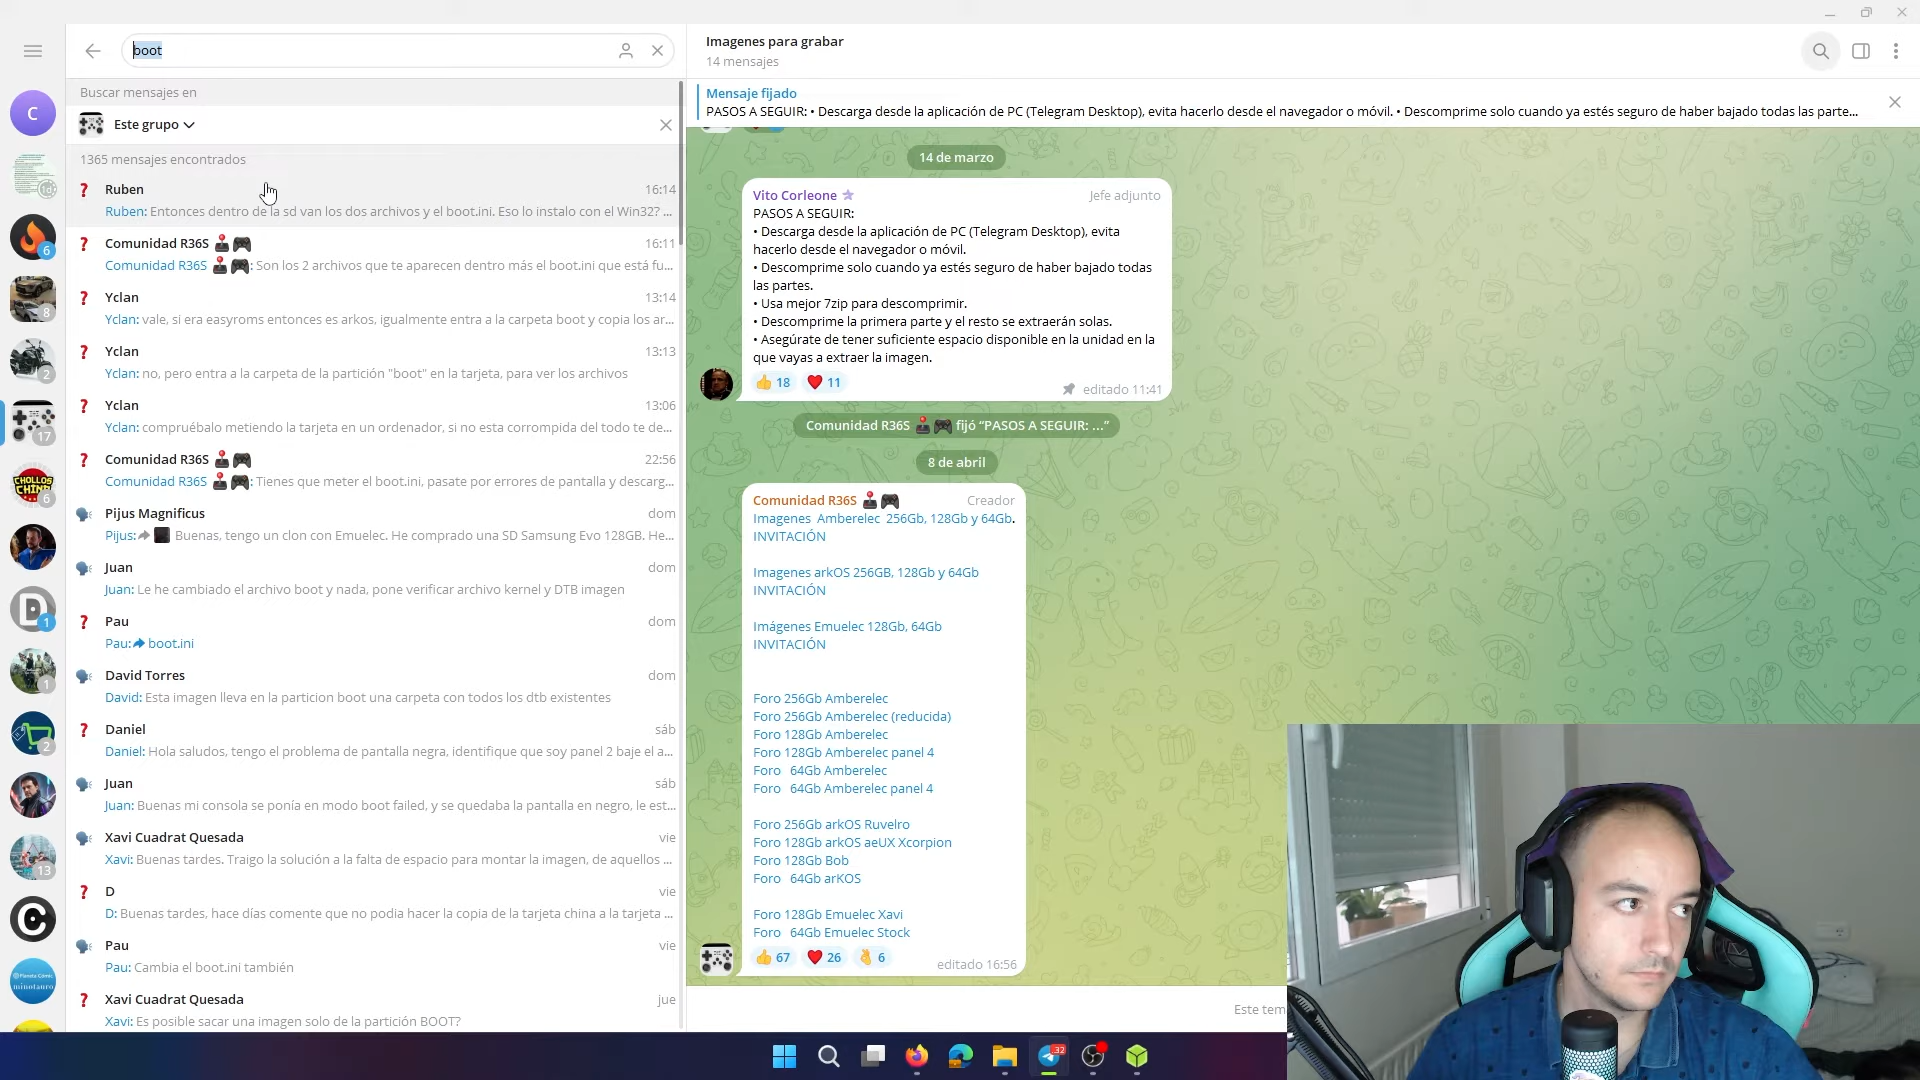 boot
Buscar mensajes en
Este grupo
1365 mensajes encontrados
Ruben 16:14
Ruben: Entonces dentro de la sd van los dos archivos y el boot.ini. Eso lo instalo con el Win32? ...
Comunidad R36S 16:11
Comunidad R36S : Son los 2 archivos que te aparecen dentro más el boot.ini que está fu...
Yclan 13:14
Yclan: vale, si era easyroms entonces es arkos, igualmente entra a la carpeta boot y copia los ar...
Yclan 13:13
Yclan: no, pero entra a la carpeta de la partición "boot" en la tarjeta, para ver los archivos
Yclan 13:06
Yclan: compruébalo metiendo la tarjeta en un ordenador, si no esta corrompida del todo te de...
Comunidad R36S 22:56
Comunidad R36S : Tienes que meter el boot.ini, pasate por errores de pantalla y descarg...
Pijus Magnificus dom
Pijus: Buenas, tengo un clon con Emuelec. He comprado una SD Samsung Evo 128GB. He...
Juan dom
Juan: Le he cambiado el archivo boot y nada, pone verificar archivo kernel y DTB imagen
Pau dom
Pau: boot.ini
David Torres dom
David: Esta imagen lleva en la particion boot una carpeta con todos los dtb existentes
Daniel sáb
Daniel: Hola saludos, tengo el problema de pantalla negra, identifique que soy panel 2 baje el a...
Juan sáb
Juan: Buenas mi consola se ponía en modo boot failed, y se quedaba la pantalla en negro, le est...
Xavi Cuadrat Quesada vie
Xavi: Buenas tardes. Traigo la solución a la falta de espacio para montar la imagen, de aquellos ...
D vie
D: Buenas tardes, hace días comente que no podia hacer la copia de la tarjeta china a la tarjeta ...
Pau vie
Pau: Cambia el boot.ini también
Xavi Cuadrat Quesada jue
Xavi: Es posible sacar una imagen solo de la partición BOOT?
C
1d
6
8
2
17
CHOLLOS
CHINA
6
D
1
1
2
13
Planeta Cómic
minotauro
Imagenes para grabar
14 mensajes
Mensaje fijado
PASOS A SEGUIR: • Descarga desde la aplicación de PC (Telegram Desktop), evita hacerlo desde el navegador o móvil. • Descomprime solo cuando ya estés seguro de haber bajado todas las parte...
14 de marzo
Vito Corleone Jefe adjunto
PASOS A SEGUIR:
• Descarga desde la aplicación de PC (Telegram Desktop), evita
hacerlo desde el navegador o móvil.
• Descomprime solo cuando ya estés seguro de haber bajado todas
las partes.
• Usa mejor 7zip para descomprimir.
• Descomprime la primera parte y el resto se extraerán solas.
• Asegúrate de tener suficiente espacio disponible en la unidad en la
que vayas a extraer la imagen.
18 11 editado 11:41
Comunidad R36S fijó “PASOS A SEGUIR: ...”
8 de abril
Comunidad R36S Creador
Imagenes Amberelec 256Gb, 128Gb y 64Gb.
INVITACIÓN
Imagenes arkOS 256GB, 128Gb y 64Gb
INVITACIÓN
Imágenes Emuelec 128Gb, 64Gb
INVITACIÓN
Foro 256Gb Amberelec
Foro 256Gb Amberelec (reducida)
Foro 128Gb Amberelec
Foro 128Gb Amberelec panel 4
Foro 64Gb Amberelec
Foro 64Gb Amberelec panel 4
Foro 256Gb arkOS Ruvelro
Foro 128Gb arkOS aeUX Xcorpion
Foro 128Gb Bob
Foro 64Gb arKOS
Foro 128Gb Emuelec Xavi
Foro 64Gb Emuelec Stock
67 26 6 editado 16:56
Este tem
32